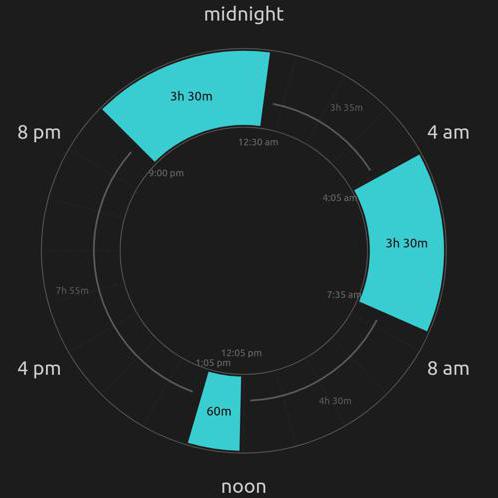 midnight
3h 30m
3h 35m
8 pm
4 am
12:30 am
9:00 pm
4:05 am
3h 30m
7h 55m
7:35 am
12:05 pm
1:05 pm
4 pm
8 am
60m
4h 30m
noon